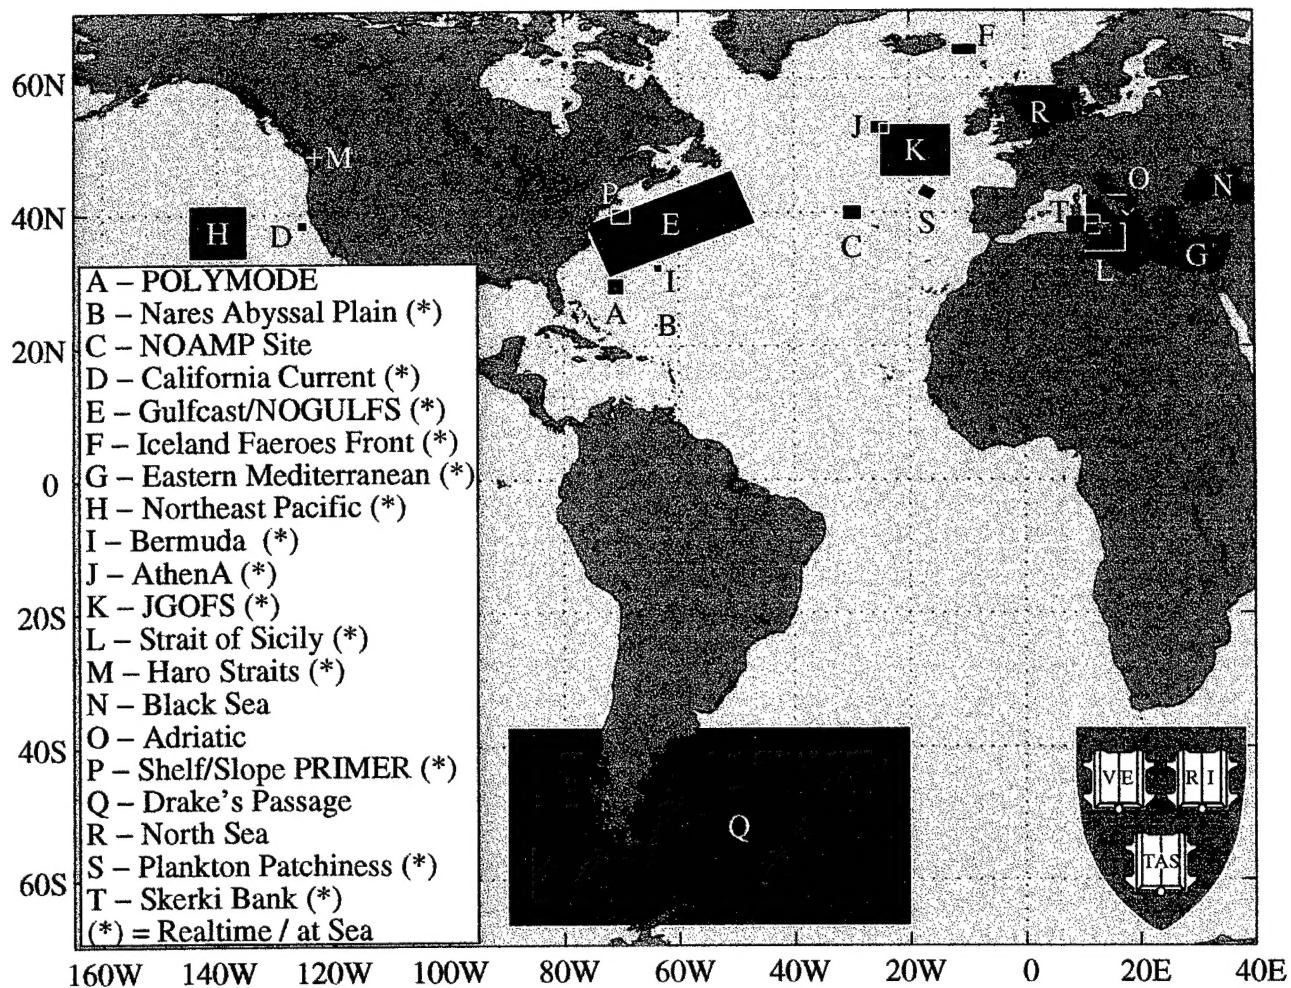 60N
40N
20N
0
20S
40S
60S
F
R
J
K
M
P
E
S
C
H
D
I
A
B
O
N
T
G
L
Q
A – POLYMODE
B – Nares Abyssal Plain (*)
C – NOAMP Site
D – California Current (*)
E – Gulfcast/NOGULFS (*)
F – Iceland Faeroes Front (*)
G – Eastern Mediterranean (*)
H – Northeast Pacific (*)
I – Bermuda (*)
J – AthenA (*)
K – JGOFS (*)
L – Strait of Sicily (*)
M – Haro Straits (*)
N – Black Sea
O – Adriatic
P – Shelf/Slope PRIMER (*)
Q – Drake's Passage
R – North Sea
S – Plankton Patchiness (*)
T – Skerki Bank (*)
(*) = Realtime / at Sea
VE RI
TAS
160W 140W 120W 100W 80W 60W 40W 20W 0 20E 40E